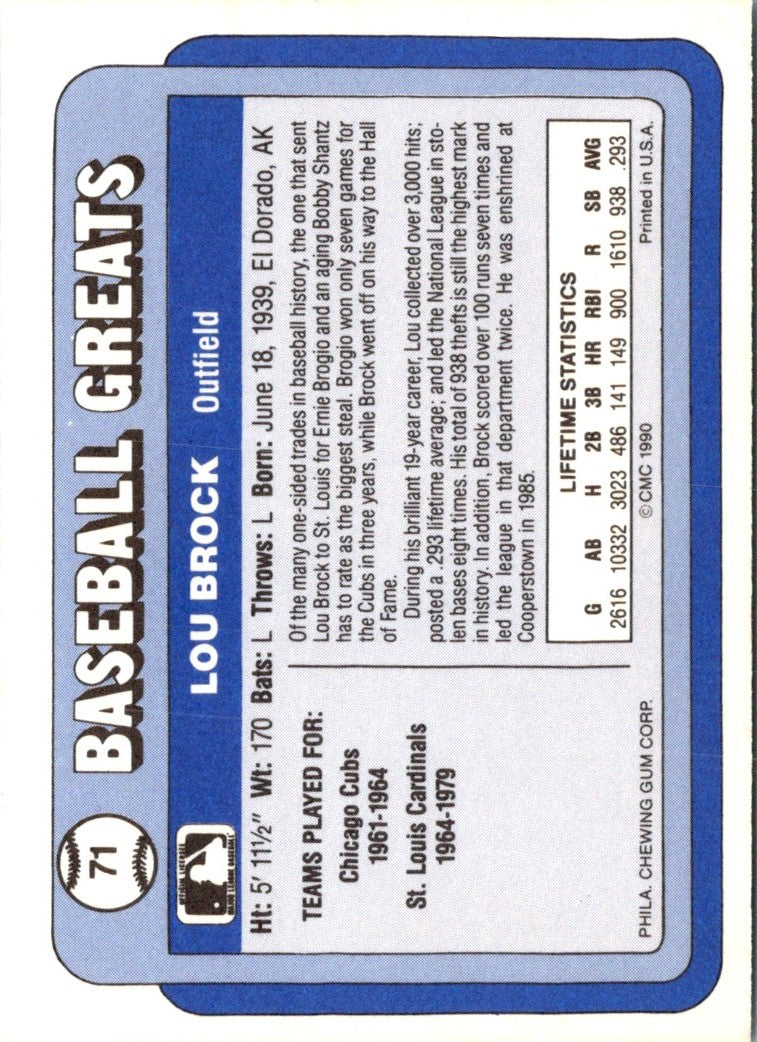 71
BASEBALL GREATS
LOU BROCK Outfield
Ht: 5' 11½" Wt: 170 Bats: L Throws: L Born: June 18, 1939, El Dorado, AK
TEAMS PLAYED FOR:
Chicago Cubs
1961-1964
St. Louis Cardinals
1964-1979
Of the many one-sided trades in baseball history, the one that sent
Lou Brock to St. Louis for Ernie Brogio and an aging Bobby Shantz
has to rate as the biggest steal. Broglo won only seven games for
the Cubs in three years, while Brock went off on his way to the Hall
of Fame.
During his brilliant 19-year career, Lou collected over 3,000 hits;
posted a .293 lifetime average; and led the National League in sto-
len bases eight times. His total of 938 thefts is still the highest mark
in history. In addition, Brock scored over 100 runs seven times and
led the league in that department twice. He was enshrined at
Cooperstown in 1985.
LIFETIME STATISTICS
G AB H 2B 3B HR RBI R SB AVG
2616 10332 3023 486 141 149 900 1610 938 .293
PHILA. CHEWING GUM CORP. © CMC 1990 Printed in U.S.A.